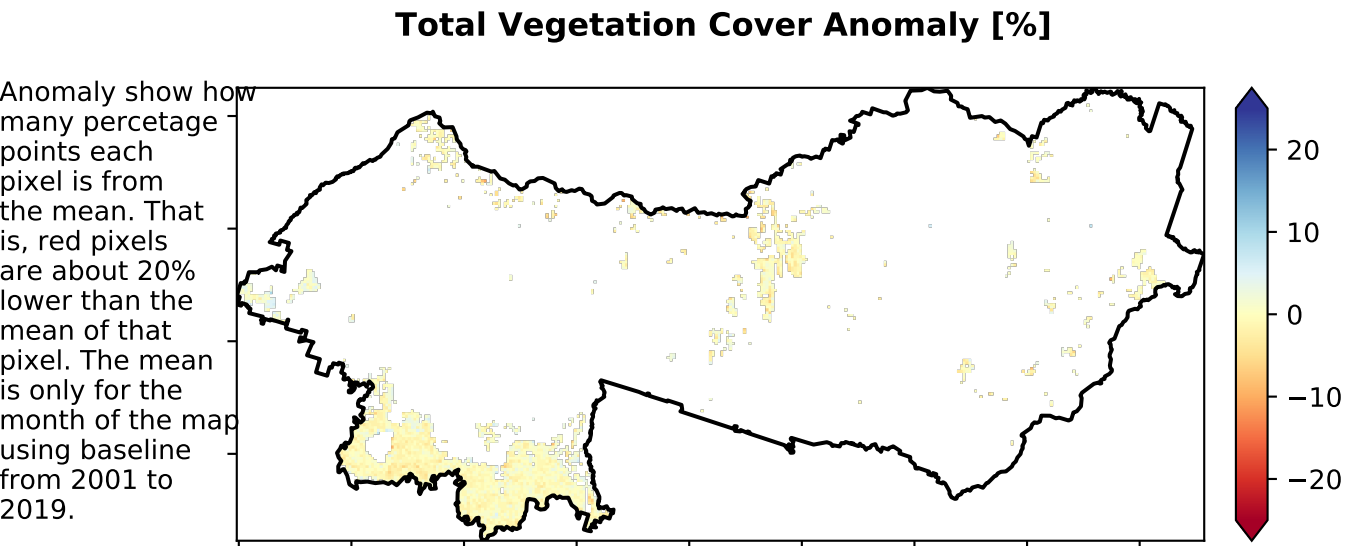 Total Vegetation Cover Anomaly [%]
Anomaly show how
many percetage
points each
pixel is from
the mean. That
is, red pixels
are about 20%
lower than the
mean of that
pixel. The mean
is only for the
month of the map
using baseline
from 2001 to
2019.
20
10
0
−10
−20